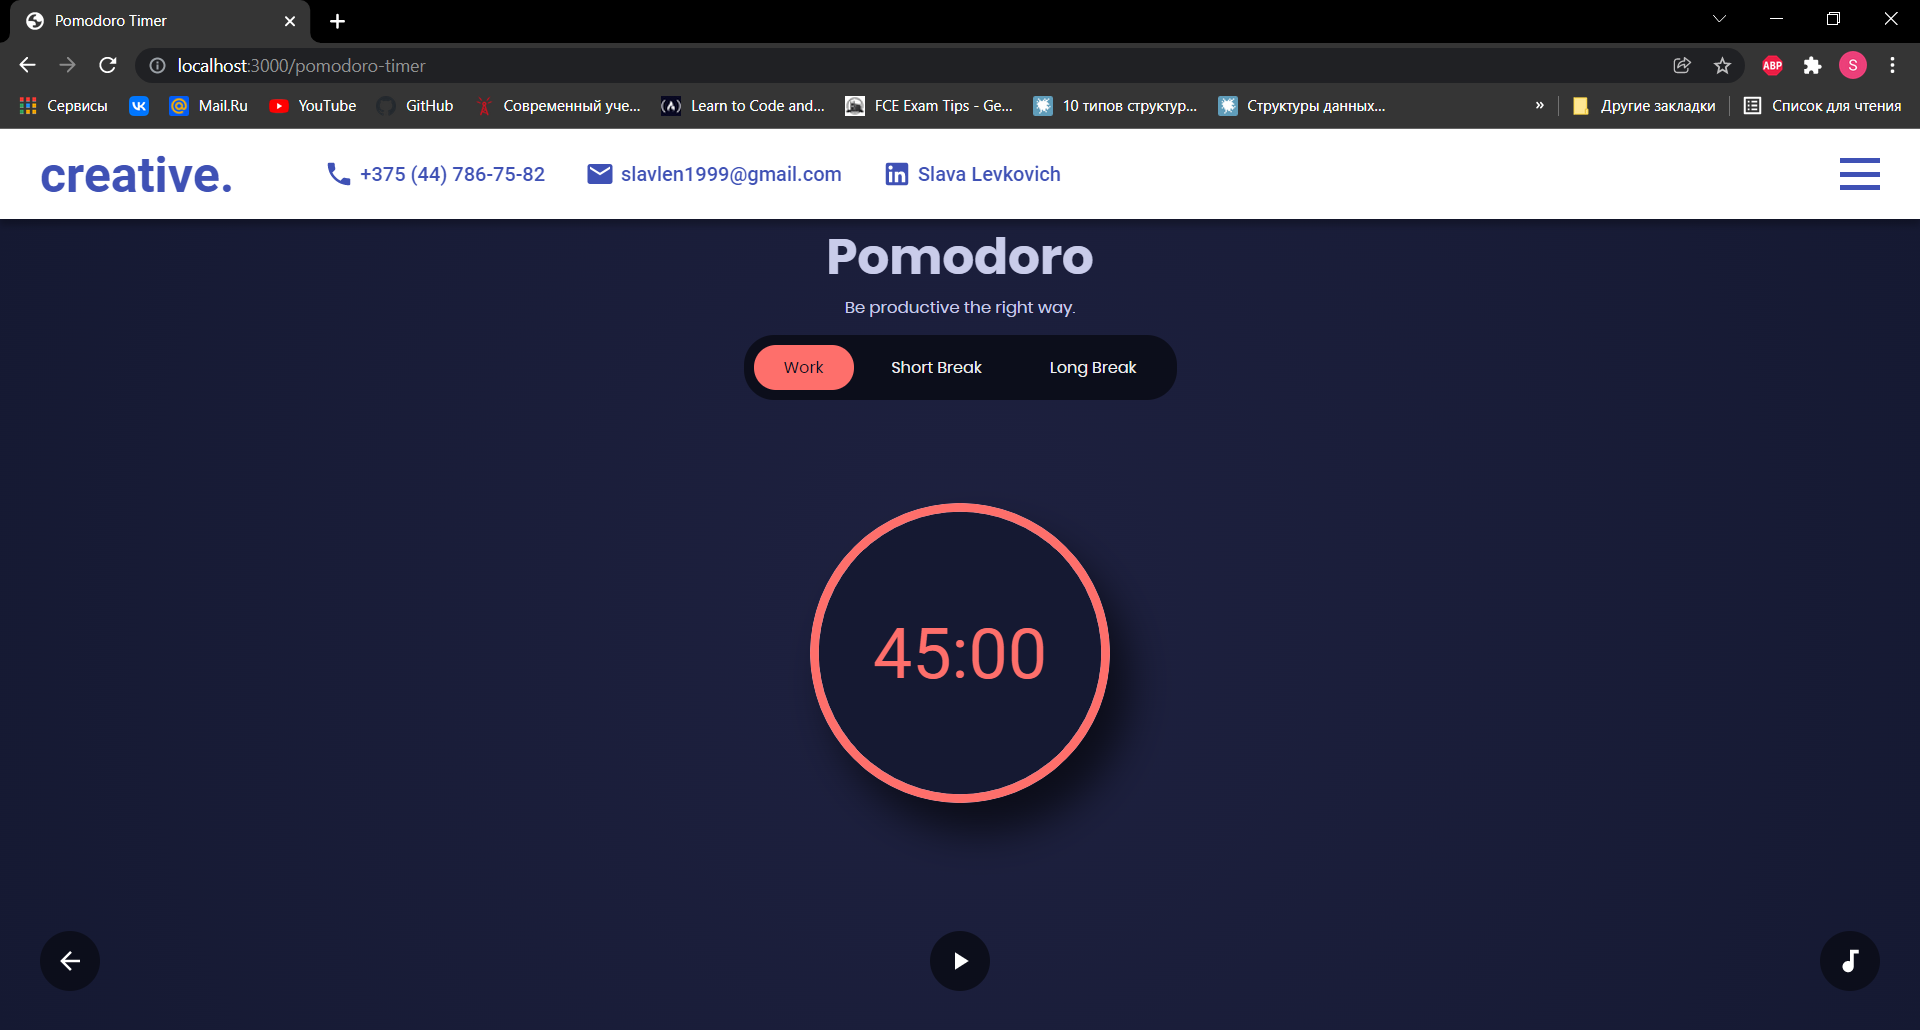 Pomodoro Timer
localhost:3000/pomodoro-timer
ABP
S
Сервисы
Mail.Ru
YouTube
GitHub
Современный уче...
Learn to Code and...
FCE Exam Tips - Ge...
10 типов структур...
Структуры данных...
»
Другие закладки
Список для чтения
creative.
+375 (44) 786-75-82
slavlen1999@gmail.com
Slava Levkovich
Pomodoro
Be productive the right way.
Work
Short Break
Long Break
45:00